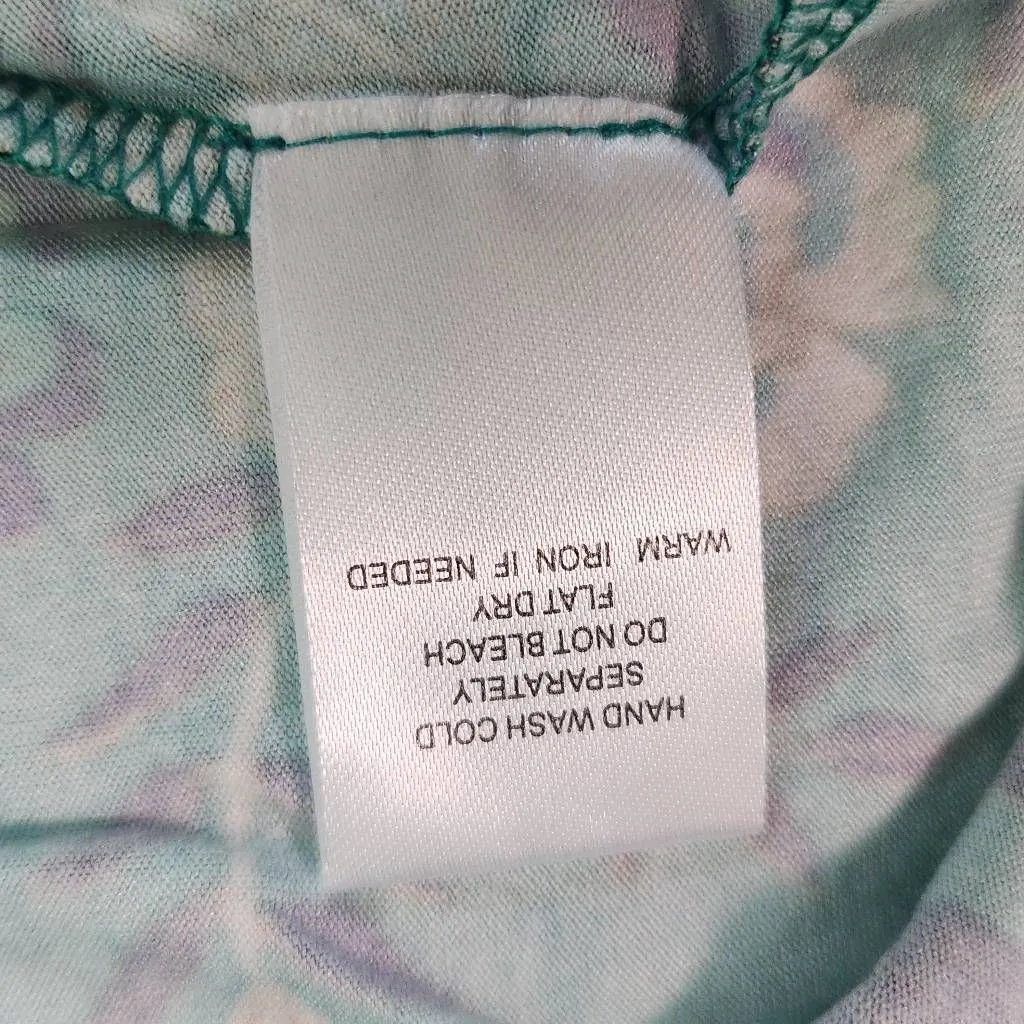 HAND WASH COLD
SEPARATELY
DO NOT BLEACH
FLAT DRY
WARM IRON IF NEEDED